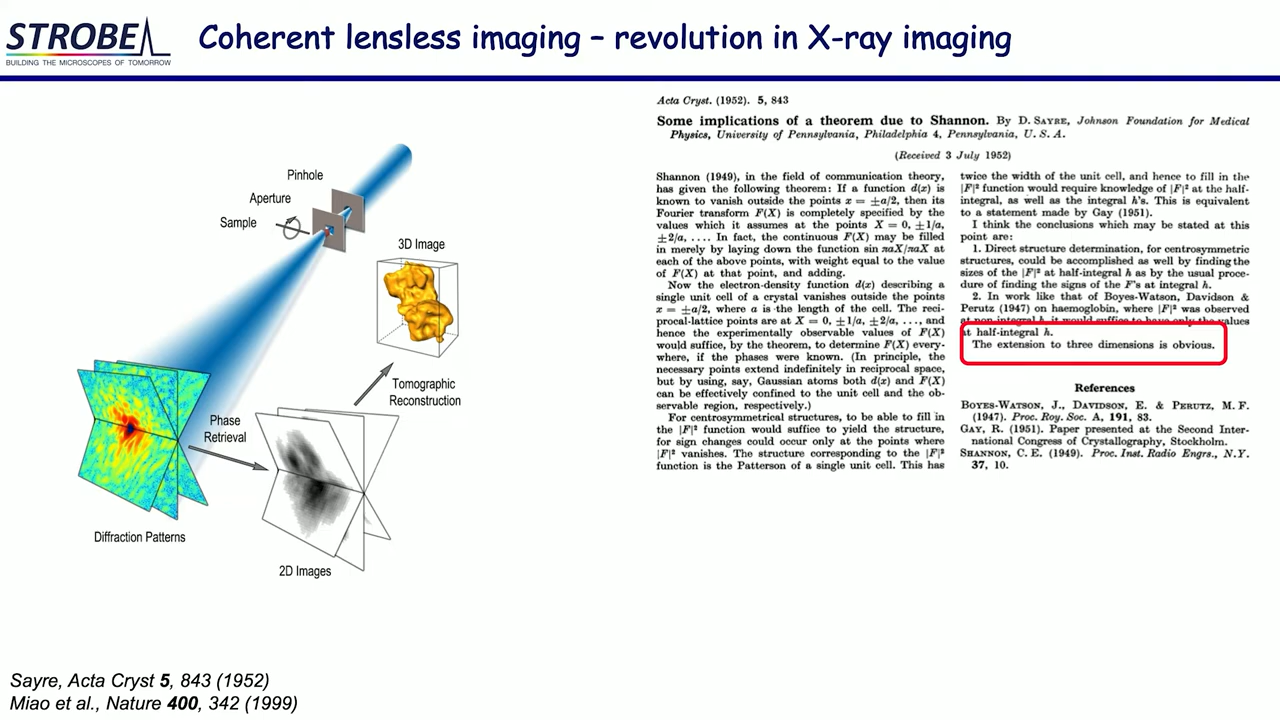 STROBE
BUILDING THE MICROSCOPES OF TOMORROW
Coherent lensless imaging – revolution in X-ray imaging
Pinhole
Aperture
Sample
3D Image
Tomographic
Reconstruction
Phase
Retrieval
Diffraction Patterns
2D Images
Sayre, Acta Cryst 5, 843 (1952)
Miao et al., Nature 400, 342 (1999)
Acta Cryst. (1952). 5, 843
Some implications of a theorem due to Shannon. By D. SAYRE, Johnson Foundation for Medical
Physics, University of Pennsylvania, Philadelphia 4, Pennsylvania, U. S. A.
(Received 3 July 1952)
Shannon (1949), in the field of communication theory,
has given the following theorem: If a function d(x) is
known to vanish outside the points x = ±a/2, then its
Fourier transform F(X) is completely specified by the
values which it assumes at the points X = 0, ±1/a,
±2/a, .... In fact, the continuous F(X) may be filled
in merely by laying down the function sin πaX/πaX at
each of the above points, with weight equal to the value
of F(X) at that point, and adding.
Now the electron-density function d(x) describing a
single unit cell of a crystal vanishes outside the points
x = ±a/2, where a is the length of the cell. The reci-
procal-lattice points are at X = 0, ±1/a, ±2/a, ..., and
hence the experimentally observable values of F(X)
would suffice, by the theorem, to determine F(X) every-
where, if the phases were known. (In principle, the
necessary points extend indefinitely in reciprocal space,
but by using, say, Gaussian atoms both d(x) and F(X)
can be effectively confined to the unit cell and the ob-
servable region, respectively.)
For centrosymmetrical structures, to be able to fill in
the |F|² function would suffice to yield the structure,
for sign changes could occur only at the points where
|F|² vanishes. The structure corresponding to the |F|²
function is the Patterson of a single unit cell. This has
twice the width of the unit cell, and hence to fill in the
|F|² function would require knowledge of |F|² at the half-
integral, as well as the integral h's. This is equivalent
to a statement made by Gay (1951).
I think the conclusions which may be stated at this
point are:
1. Direct structure determination, for centrosymmetric
structures, could be accomplished as well by finding the
sizes of the |F|² at half-integral h as by the usual proce-
dure of finding the signs of the F's at integral h.
2. In work like that of Boyes-Watson, Davidson &
Perutz (1947) on haemoglobin, where |F|² was observed
at non-integral h, it would suffice to have only the values
at half-integral h.
The extension to three dimensions is obvious.
References
BOYES-WATSON, J., DAVIDSON, E. & PERUTZ, M. F.
(1947). Proc. Roy. Soc. A, 191, 83.
GAY, R. (1951). Paper presented at the Second Inter-
national Congress of Crystallography, Stockholm.
SHANNON, C. E. (1949). Proc. Inst. Radio Engrs., N.Y.
37, 10.